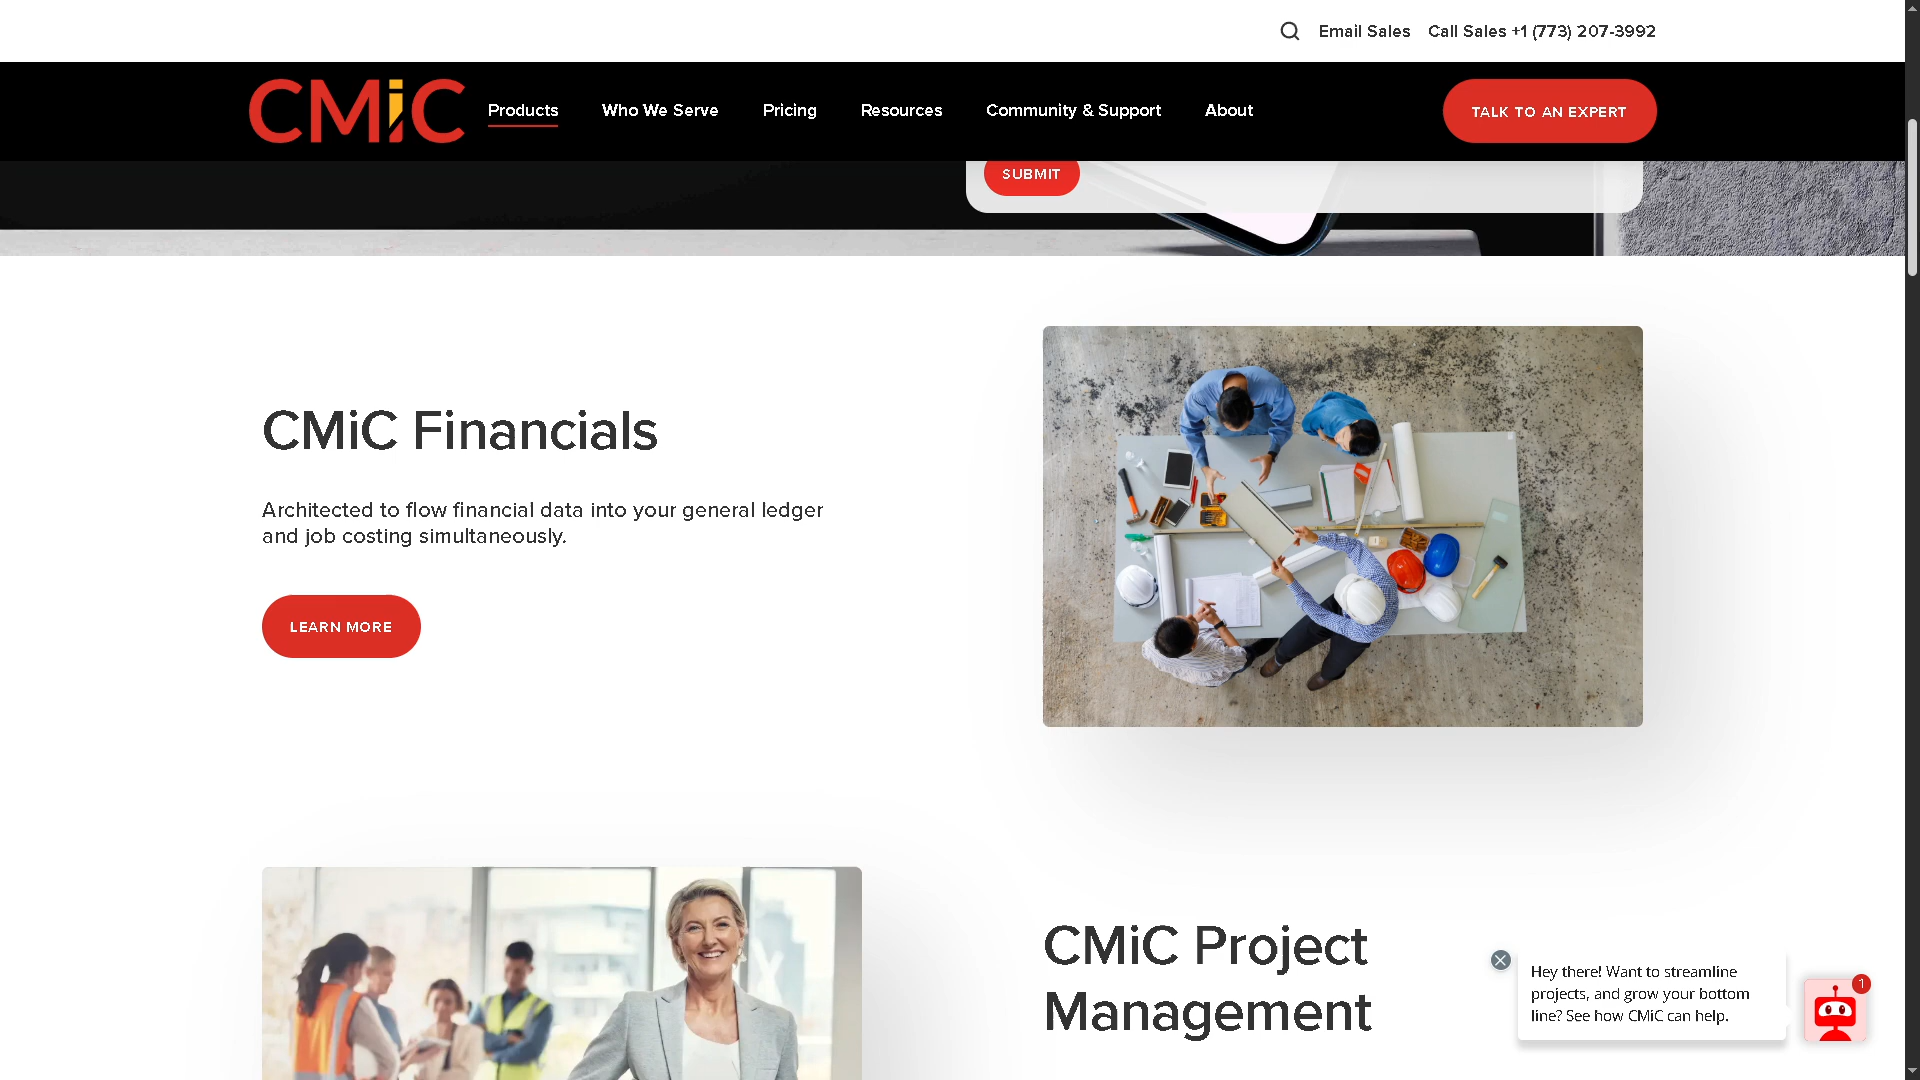 Email Sales
Call Sales +1 (773) 207-3992
CMiC
Products
Who We Serve
Pricing
Resources
Community & Support
About
TALK TO AN EXPERT
SUBMIT
CMiC Financials
Architected to flow financial data into your general ledger
and job costing simultaneously.
LEARN MORE
CMiC Project
Management
Hey there! Want to streamline
projects, and grow your bottom
line? See how CMiC can help.
1